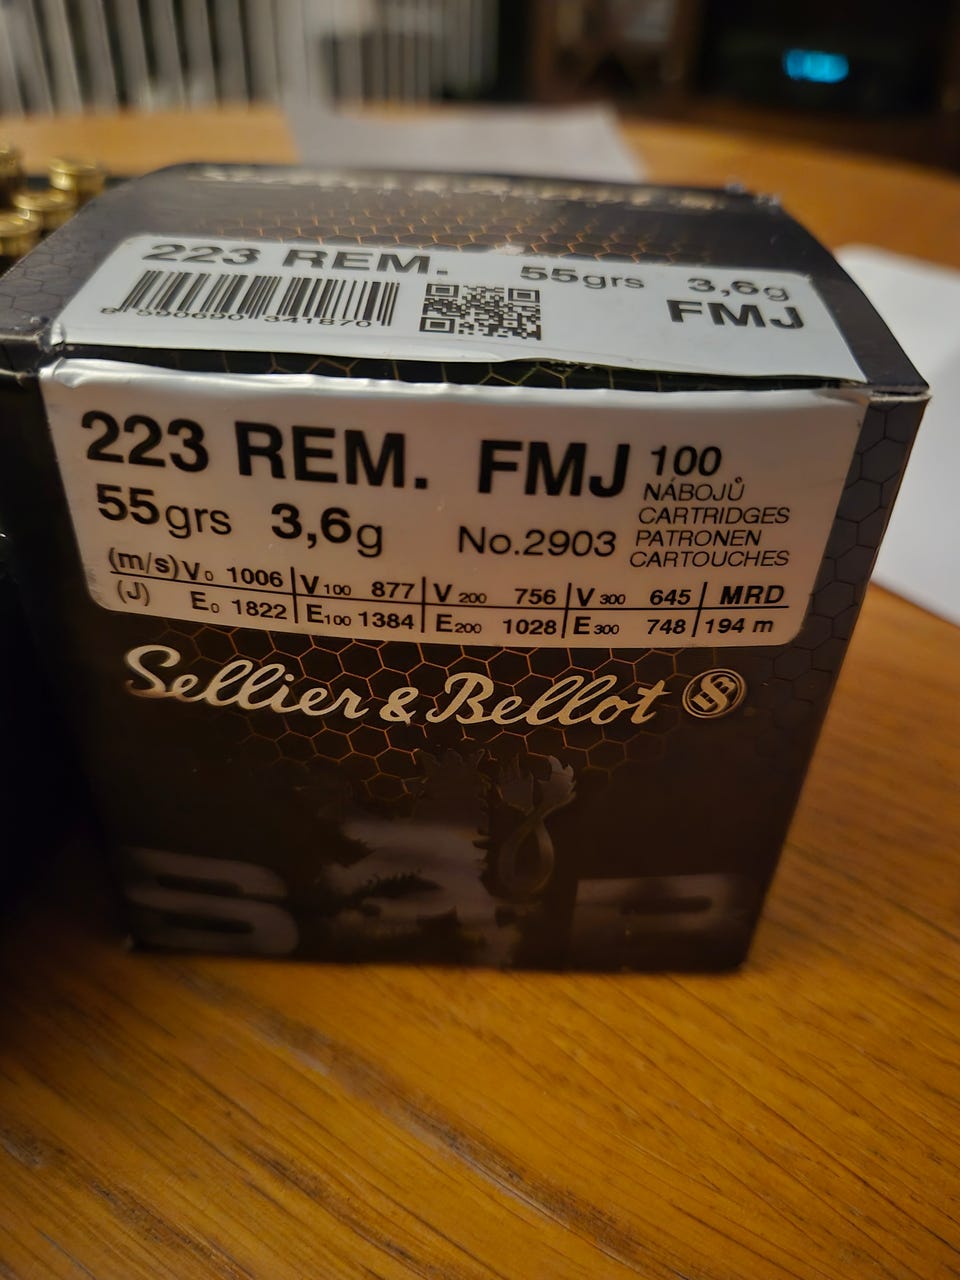 223 REM. 55grs 3,6g
FMJ
223 REM. FMJ 100
NÁBOJŮ
CARTRIDGES
PATRONEN
CARTOUCHES
55grs 3,6g No.2903
(m/s) V0 1006 V100 877 V200 756 V300 645 MRD
(J) E0 1822 E100 1384 E200 1028 E300 748 194 m
Sellier & Bellot
S&B